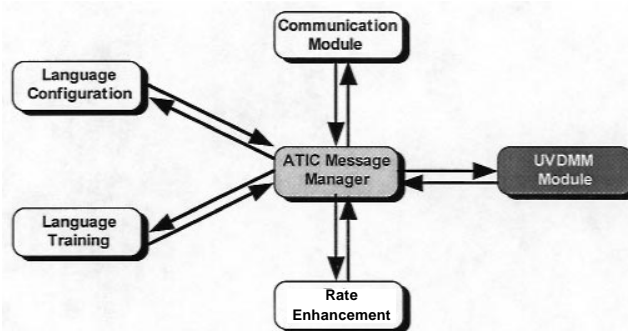 Communication
Module
Language
Configuration
ATIC Message
Manager
UVDMM
Module
Language
Training
Rate
Enhancement